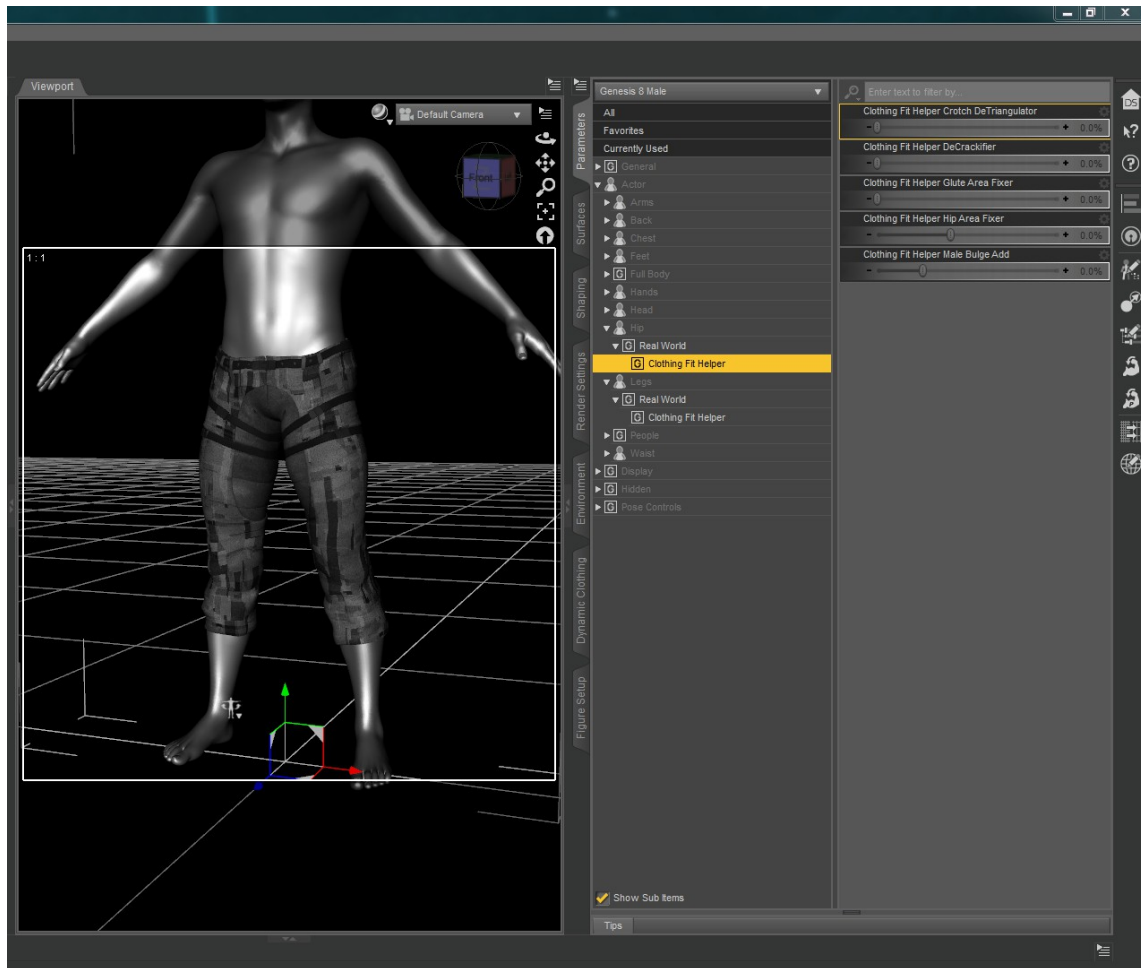 Viewport
Default Camera
Front
1 : 1
Parameters
Surfaces
Shaping
Render Settings
Environment
Dynamic Clothing
Figure Setup
Genesis 8 Male
All
Favorites
Currently Used
G General
Actor
Arms
Back
Chest
Feet
G Full Body
Hands
Head
Hip
G Real World
G Clothing Fit Helper
Legs
G Real World
G Clothing Fit Helper
G People
Waist
G Display
G Hidden
G Pose Controls
Show Sub Items
Tips
Enter text to filter by...
Clothing Fit Helper Crotch DeTriangulator
- + 0.0%
Clothing Fit Helper DeCrackifier
- + 0.0%
Clothing Fit Helper Glute Area Fixer
- + 0.0%
Clothing Fit Helper Hip Area Fixer
- + 0.0%
Clothing Fit Helper Male Bulge Add
- + 0.0%
DS
?
?